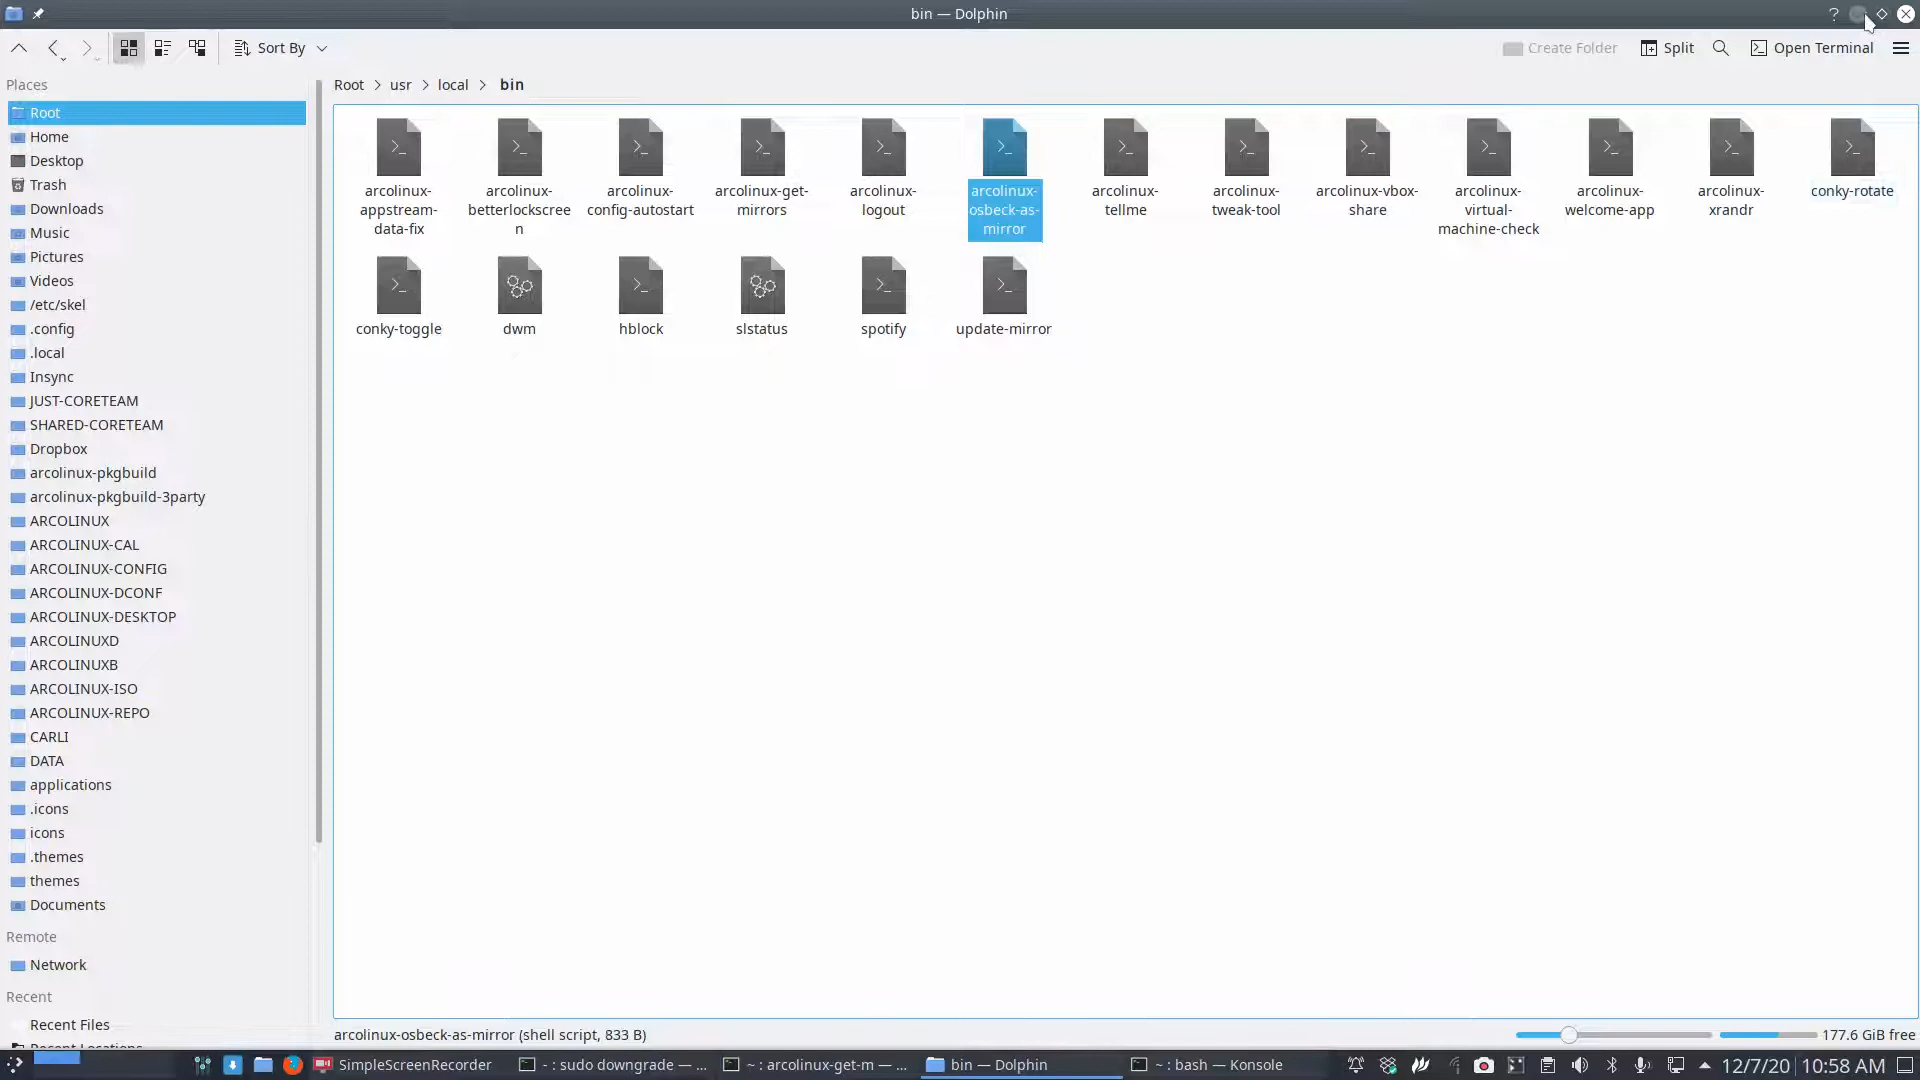 bin — Dolphin
?
Sort By
Create Folder
Split
Open Terminal
Places
Root > usr > local > bin
Root
Home
Desktop
Trash
Downloads
Music
Pictures
Videos
/etc/skel
.config
.local
Insync
JUST-CORETEAM
SHARED-CORETEAM
Dropbox
arcolinux-pkgbuild
arcolinux-pkgbuild-3party
ARCOLINUX
ARCOLINUX-CAL
ARCOLINUX-CONFIG
ARCOLINUX-DCONF
ARCOLINUX-DESKTOP
ARCOLINUXD
ARCOLINUXB
ARCOLINUX-ISO
ARCOLINUX-REPO
CARLI
DATA
applications
.icons
icons
.themes
themes
Documents
Remote
Network
Recent
Recent Files
Recent Locations
arcolinux-
appstream-
data-fix
arcolinux-
betterlockscree
n
arcolinux-
config-autostart
arcolinux-get-
mirrors
arcolinux-
logout
arcolinux-
osbeck-as-
mirror
arcolinux-
tellme
arcolinux-
tweak-tool
arcolinux-vbox-
share
arcolinux-
virtual-
machine-check
arcolinux-
welcome-app
arcolinux-
xrandr
conky-rotate
conky-toggle
dwm
hblock
slstatus
spotify
update-mirror
arcolinux-osbeck-as-mirror (shell script, 833 B)
177.6 GiB free
SimpleScreenRecorder
- : sudo downgrade — ...
~ : arcolinux-get-m — ...
bin — Dolphin
~ : bash — Konsole
12/7/20
10:58 AM